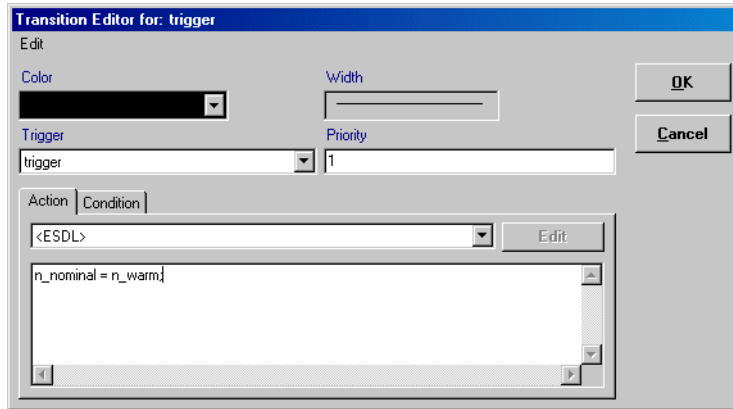 Transition Editor for: trigger
Edit
Color
Width
OK
Trigger
Priority
Cancel
trigger
1
Action
Condition
<ESDL>
Edit
n_nominal = n_warm;